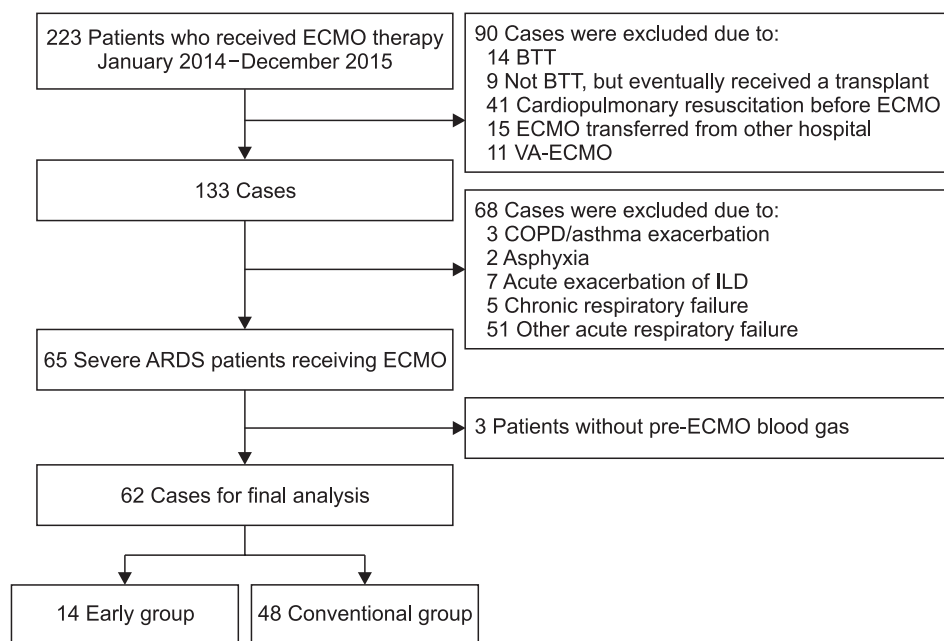 223 Patients who received ECMO therapy
January 2014−December 2015
90 Cases were excluded due to:
14 BTT
9 Not BTT, but eventually received a transplant
41 Cardiopulmonary resuscitation before ECMO
15 ECMO transferred from other hospital
11 VA-ECMO
133 Cases
68 Cases were excluded due to:
3 COPD/asthma exacerbation
2 Asphyxia
7 Acute exacerbation of ILD
5 Chronic respiratory failure
51 Other acute respiratory failure
65 Severe ARDS patients receiving ECMO
3 Patients without pre-ECMO blood gas
62 Cases for final analysis
14 Early group
48 Conventional group